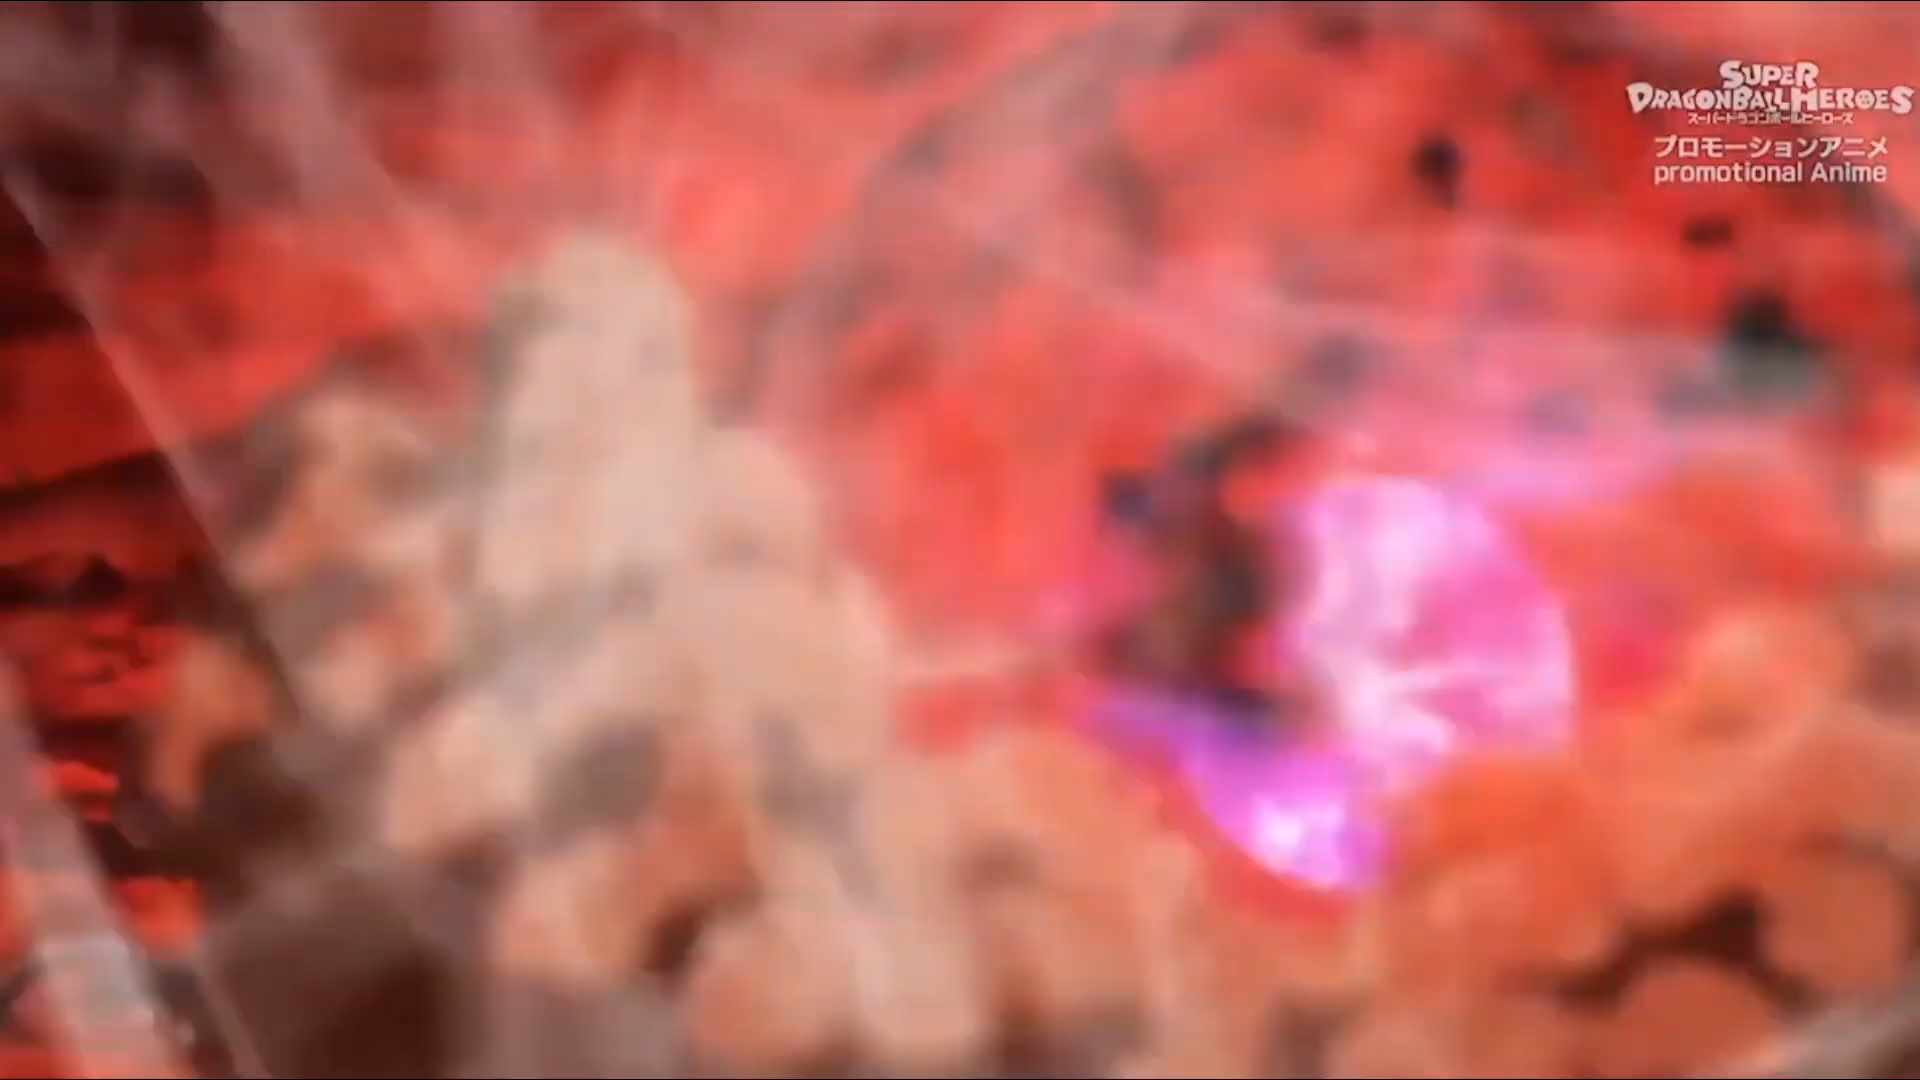 SUPER
DRAGONBALL HEROES
スーパードラゴンボールヒーローズ
プロモーションアニメ
promotional Anime